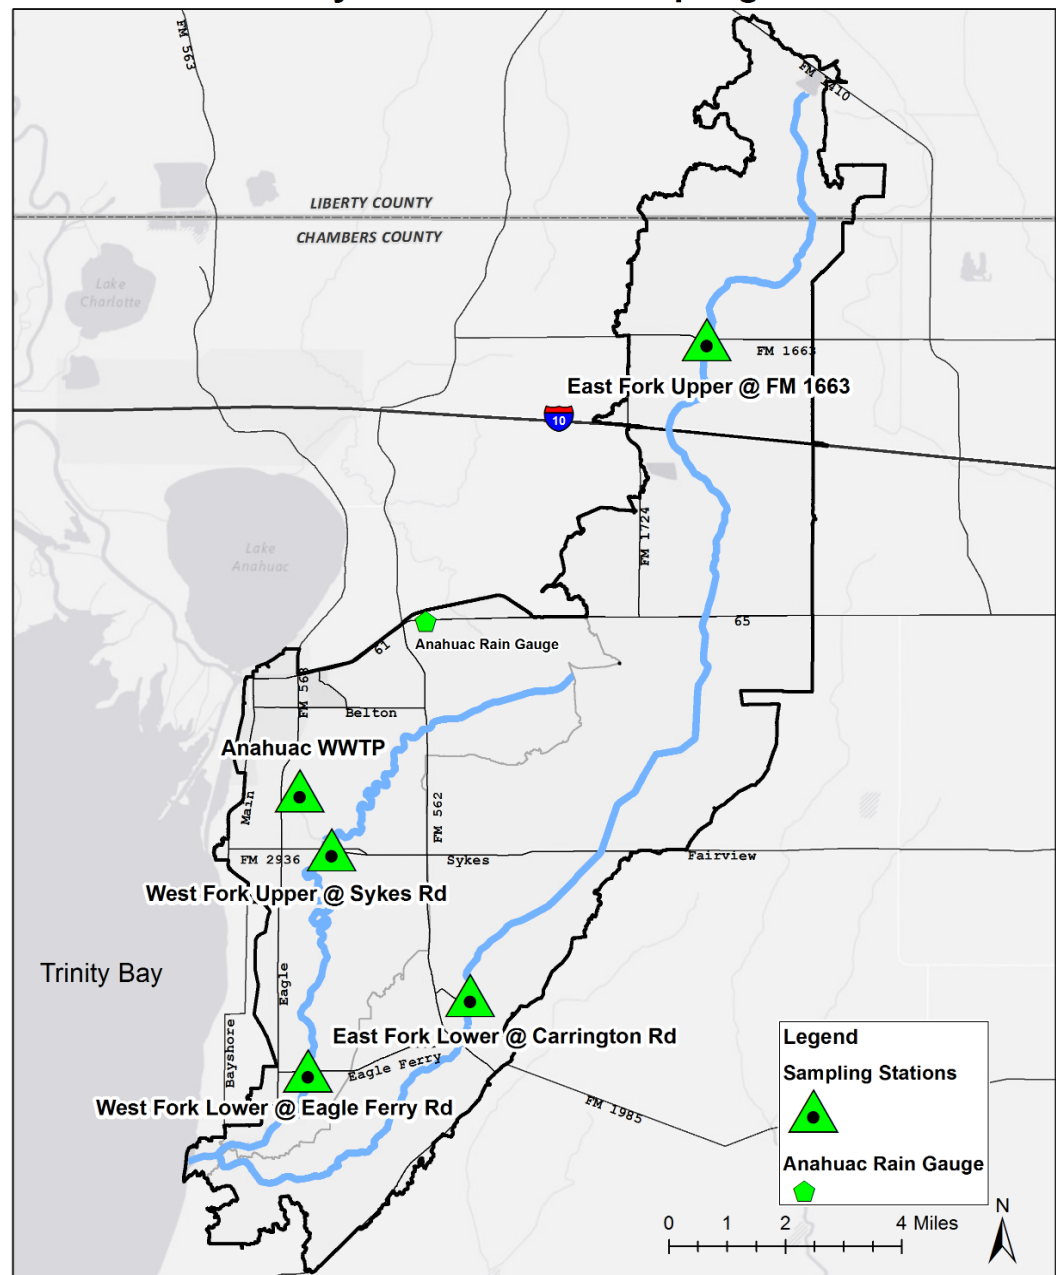 FM 563
FM 1410
LIBERTY COUNTY
CHAMBERS COUNTY
Lake
Charlotte
FM 1663
East Fork Upper @ FM 1663
10
FM 1724
Lake
Anahuac
65
61
Anahuac Rain Gauge
FM 563
Belton
Anahuac WWTP
Main
FM 562
FM 2936
Sykes
Fairview
West Fork Upper @ Sykes Rd
Trinity Bay
Eagle
East Fork Lower @ Carrington Rd
Bayshore
Eagle Ferry
West Fork Lower @ Eagle Ferry Rd
FM 1985
Legend
Sampling Stations
Anahuac Rain Gauge
N
0 1 2 4 Miles